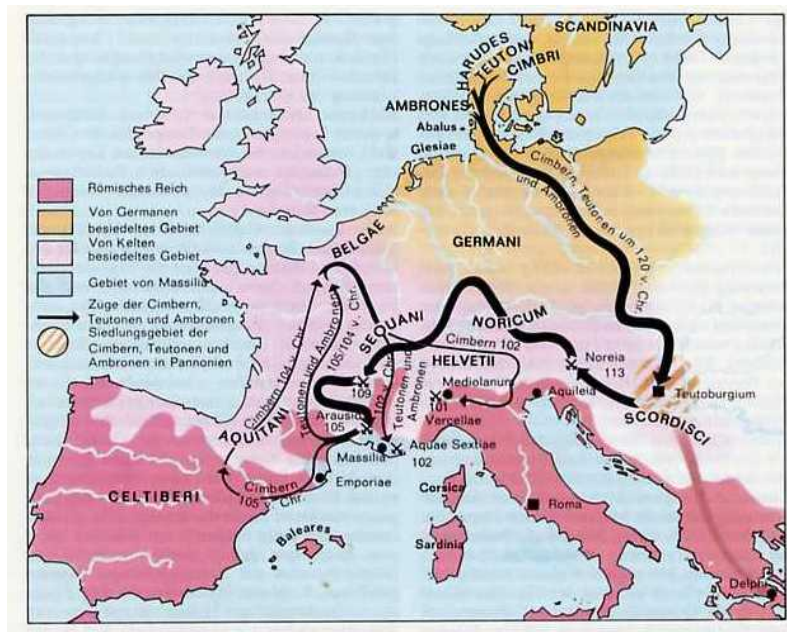 SCANDINAVIA
HARUDES
TEUTONI
CIMBRI
AMBRONES
Abalus
Glesiae
Cimbern, Teutonen um 120 v. Chr.
und Ambronen
Römisches Reich
Von Germanen
besiedeltes Gebiet
Von Kelten
besiedeltes Gebiet
Gebiet von Massilia
Züge der Cimbern,
Teutonen und Ambronen
Siedlungsgebiet der
Cimbern, Teutonen und
Ambronen in Pannonien
BELGAE
GERMANI
SEQUANI
NORICUM
HELVETII
Cimbern 102
Noreia
113
Teutoburgium
SCORDISCI
Cimbern 104 v. Chr.
Teutonen und Ambronen
105/104 v. Chr.
102 v. Chr.
Teutonen und
Ambronen
109
Mediolanum
101
Vercellae
Aquileia
AQUITANI
Arausio
105
Massilia
Aquae Sextiae
102
CELTIBERI
Cimbern
105 v. Chr.
Emporiae
Corsica
Roma
Baleares
Sardinia
Delphi